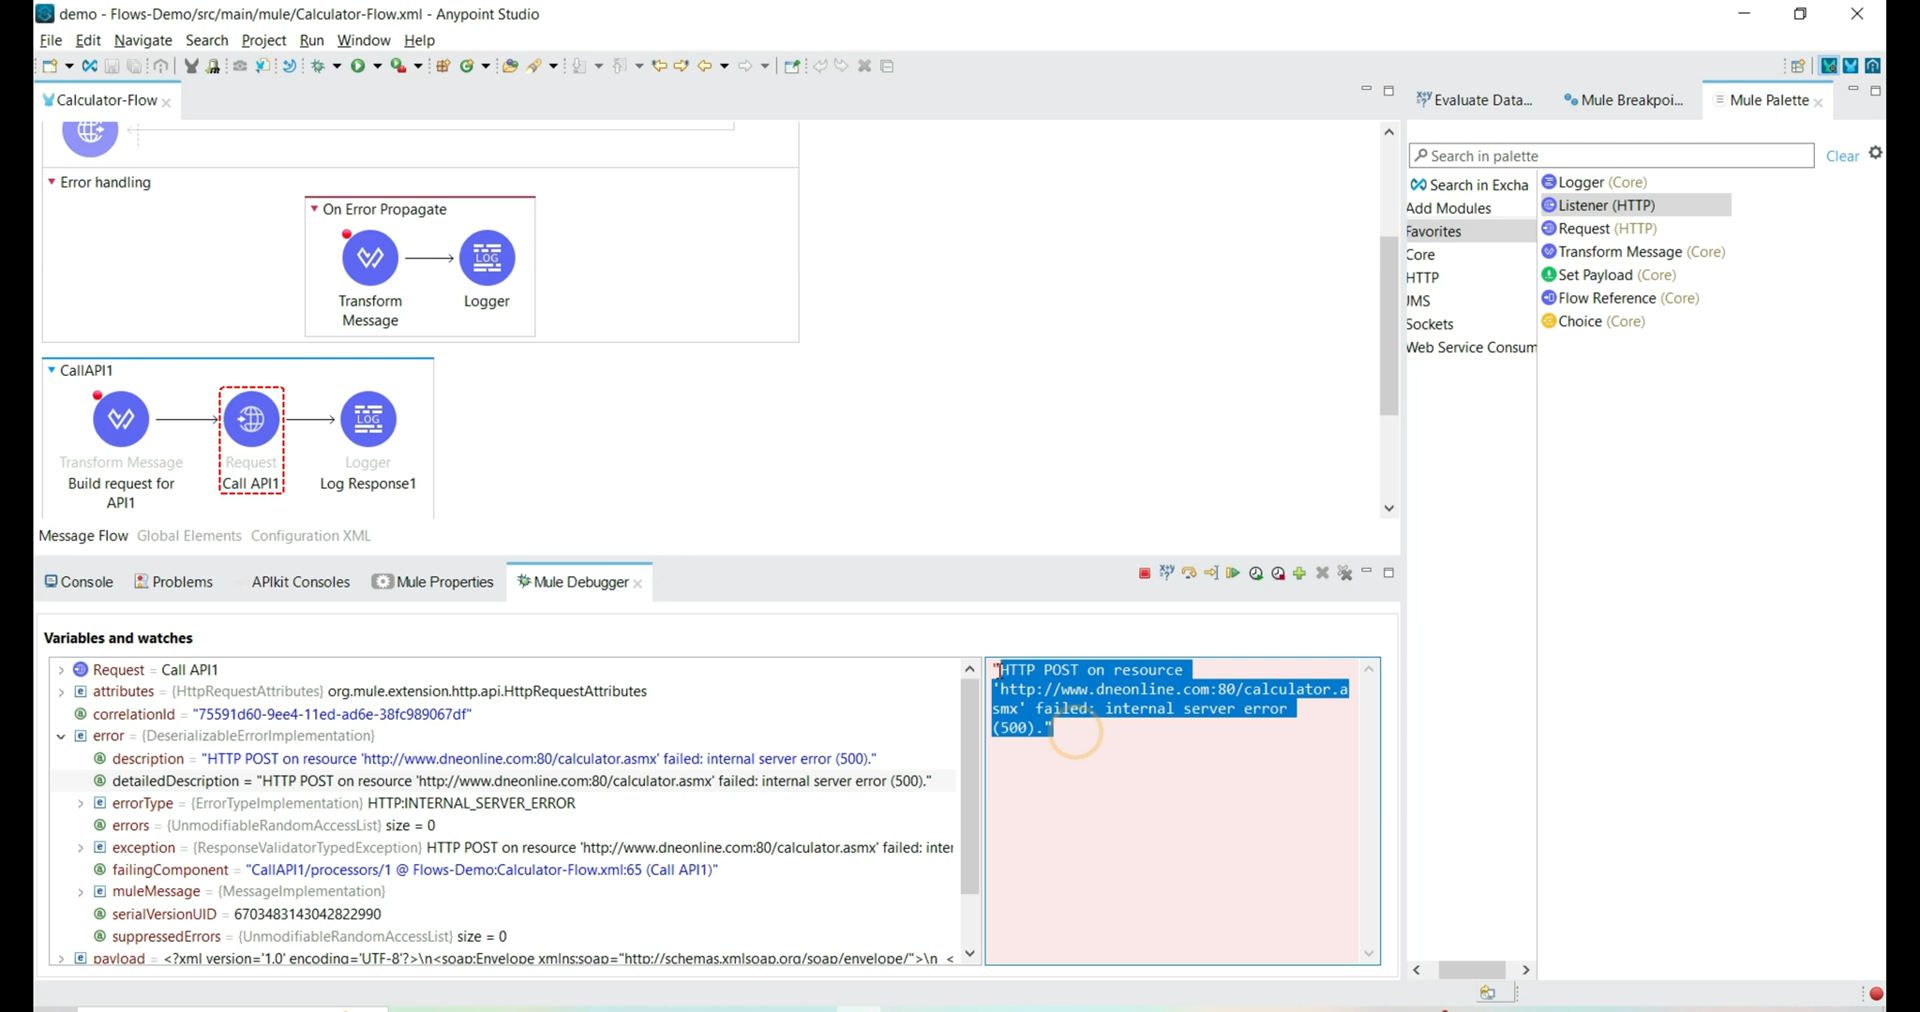 demo - Flows-Demo/src/main/mule/Calculator-Flow.xml - Anypoint Studio
File Edit Navigate Search Project Run Window Help
Calculator-Flow
Error handling
On Error Propagate
LOG
Transform
Message
Logger
CallAPI1
LOG
Transform Message
Request
Logger
Build request for
API1
Call API1
Log Response1
Message Flow Global Elements Configuration XML
Evaluate Data... Mule Breakpoi... Mule Palette
Search in palette
Clear
Search in Excha
Add Modules
Favorites
Core
HTTP
JMS
Sockets
Web Service Consum
Logger (Core)
Listener (HTTP)
Request (HTTP)
Transform Message (Core)
Set Payload (Core)
Flow Reference (Core)
Choice (Core)
Console Problems APIkit Consoles Mule Properties Mule Debugger
Variables and watches
Request = Call API1
attributes = {HttpRequestAttributes} org.mule.extension.http.api.HttpRequestAttributes
correlationId = "75591d60-9ee4-11ed-ad6e-38fc989067df"
error = {DeserializableErrorImplementation}
description = "HTTP POST on resource 'http://www.dneonline.com:80/calculator.asmx' failed: internal server error (500)."
detailedDescription = "HTTP POST on resource 'http://www.dneonline.com:80/calculator.asmx' failed: internal server error (500)."
errorType = {ErrorTypeImplementation} HTTP:INTERNAL_SERVER_ERROR
errors = {UnmodifiableRandomAccessList} size = 0
exception = {ResponseValidatorTypedException} HTTP POST on resource 'http://www.dneonline.com:80/calculator.asmx' failed: inter
failingComponent = "CallAPI1/processors/1 @ Flows-Demo:Calculator-Flow.xml:65 (Call API1)"
muleMessage = {MessageImplementation}
serialVersionUID = 6703483143042822990
suppressedErrors = {UnmodifiableRandomAccessList} size = 0
payload = <?xml version='1.0' encoding='UTF-8'?>\n<soap:Envelope xmlns:soap="http://schemas.xmlsoap.org/soap/envelope/">\n <
"HTTP POST on resource
'http://www.dneonline.com:80/calculator.a
smx' failed: internal server error
(500)."